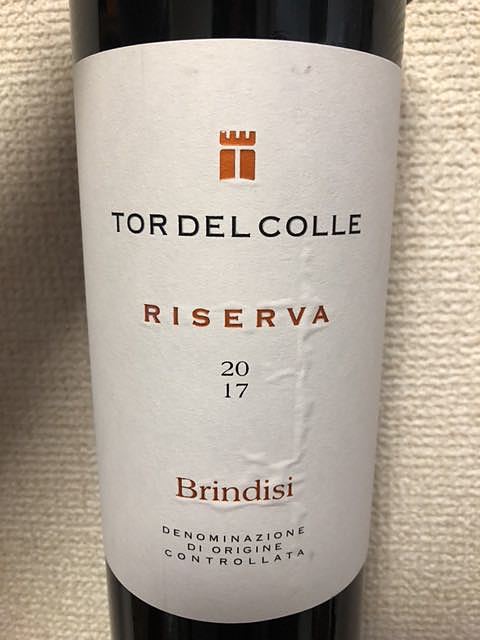 TOR DEL COLLE
RISERVA
20
17
Brindisi
DENOMINAZIONE
DI ORIGINE
CONTROLLATA